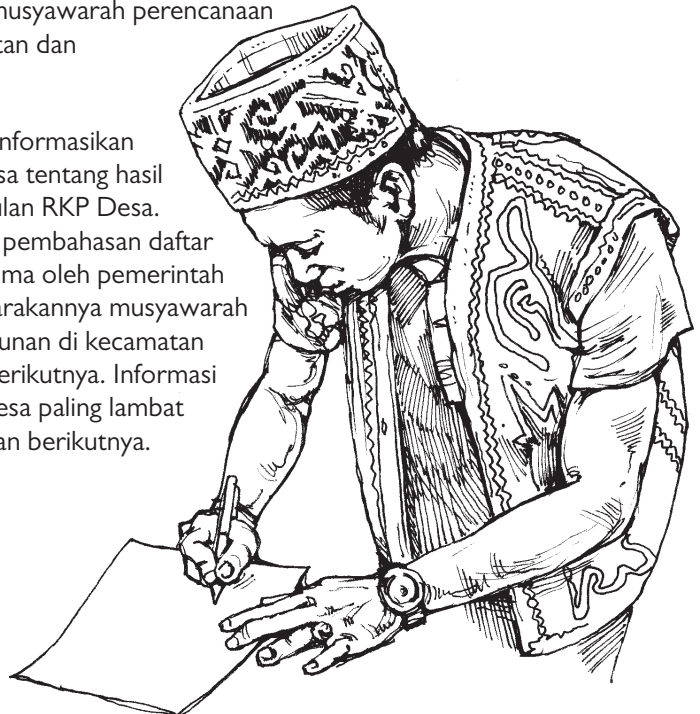 musyawarah perencanaan
tan dan
nformasikan
sa tentang hasil
ulan RKP Desa.
pembahasan daftar
ma oleh pemerintah
arakannya musyawarah
unan di kecamatan
erikutnya. Informasi
esa paling lambat
an berikutnya.